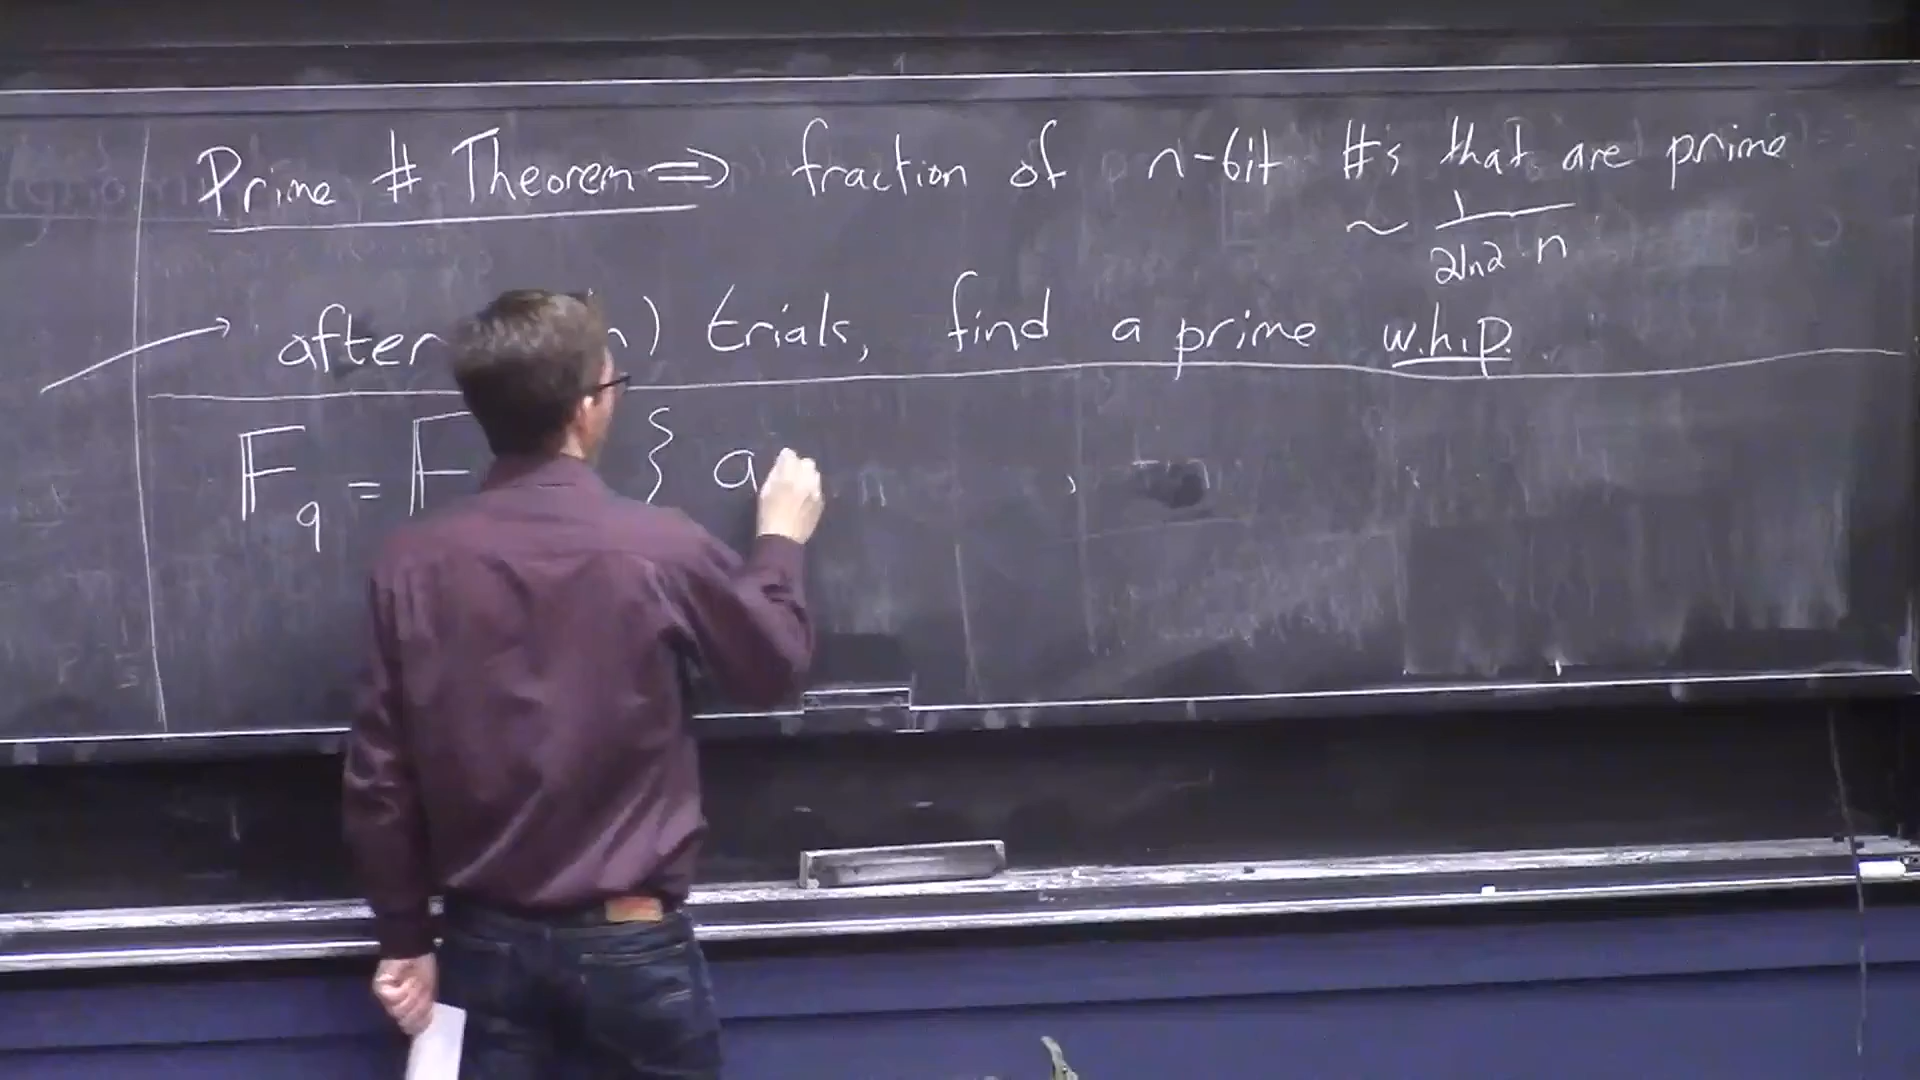 Prime # Theorem ⟹ fraction of n-bit #s that are prime
~ 1/(2ln2 · n)
after n) trials, find a prime w.h.p.
F_q = F } a